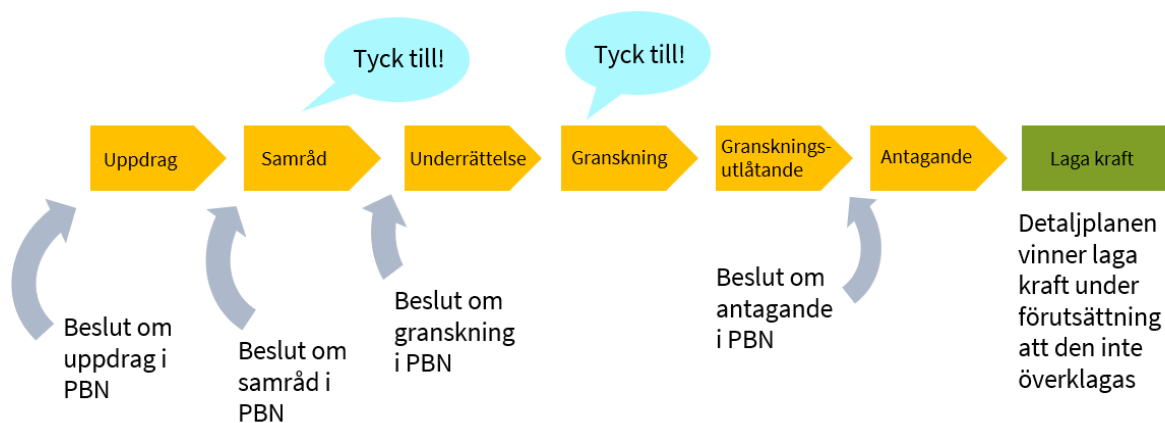 Tyck till!
Tyck till!
Uppdrag
Samråd
Underrättelse
Granskning
Gransknings-
utlåtande
Antagande
Laga kraft
Beslut om
uppdrag i
PBN
Beslut om
samråd i
PBN
Beslut om
granskning
i PBN
Beslut om
antagande
i PBN
Detaljplanen
vinner laga
kraft under
förutsättning
att den inte
överklagas